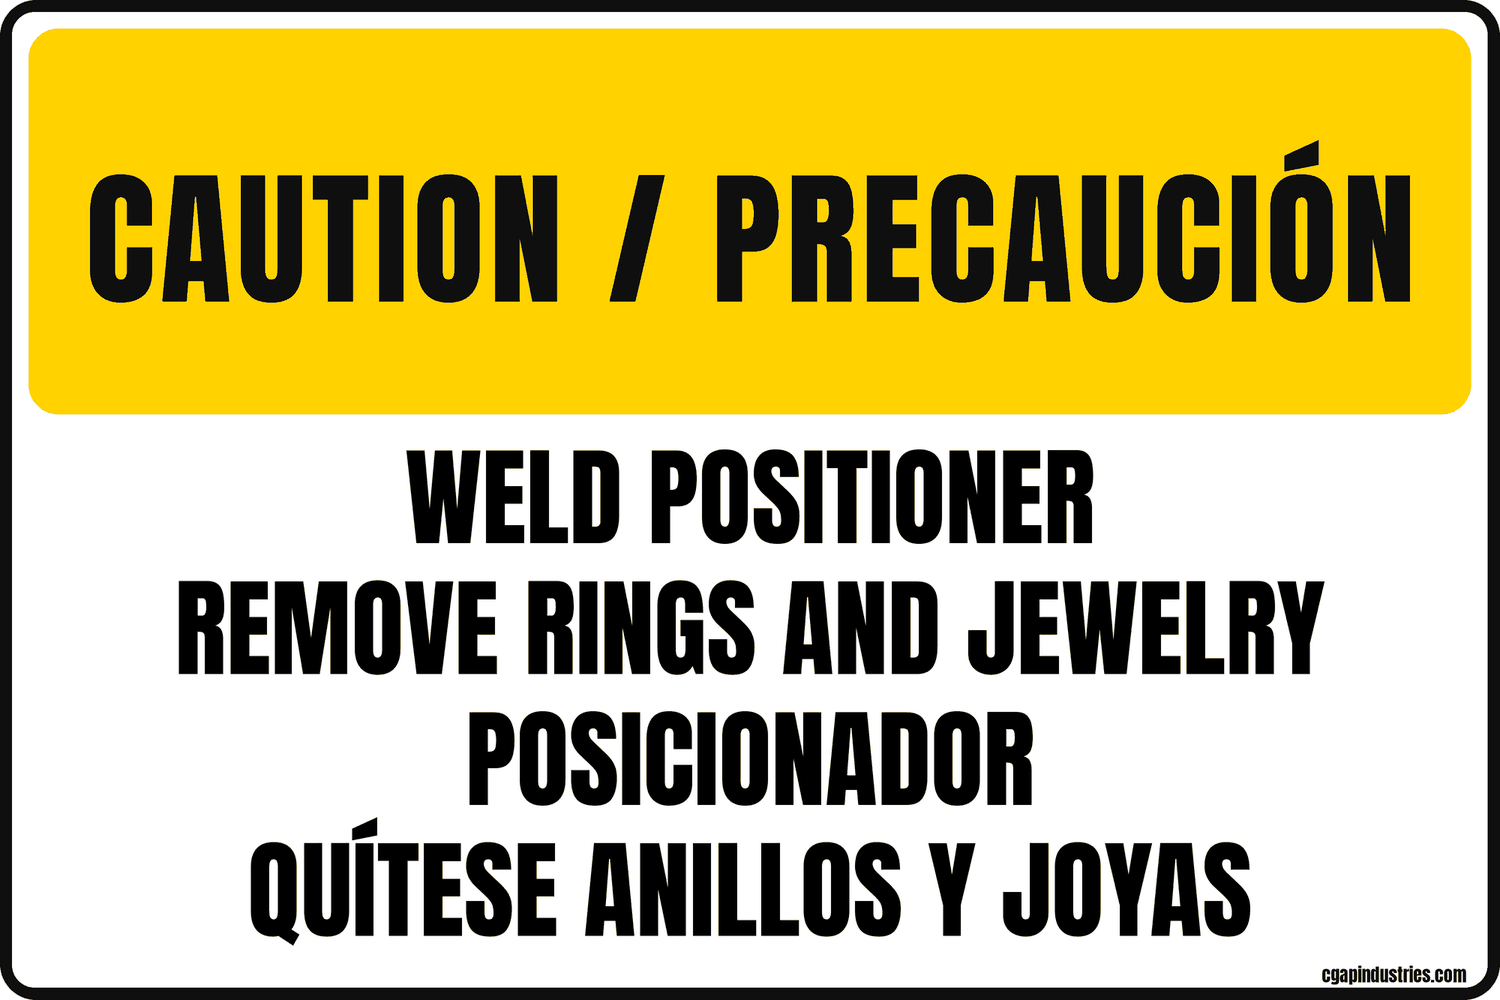 CAUTION / PRECAUCIÓN
WELD POSITIONER
REMOVE RINGS AND JEWELRY
POSICIONADOR
QUÍTESE ANILLOS Y JOYAS
cgapindustries.com